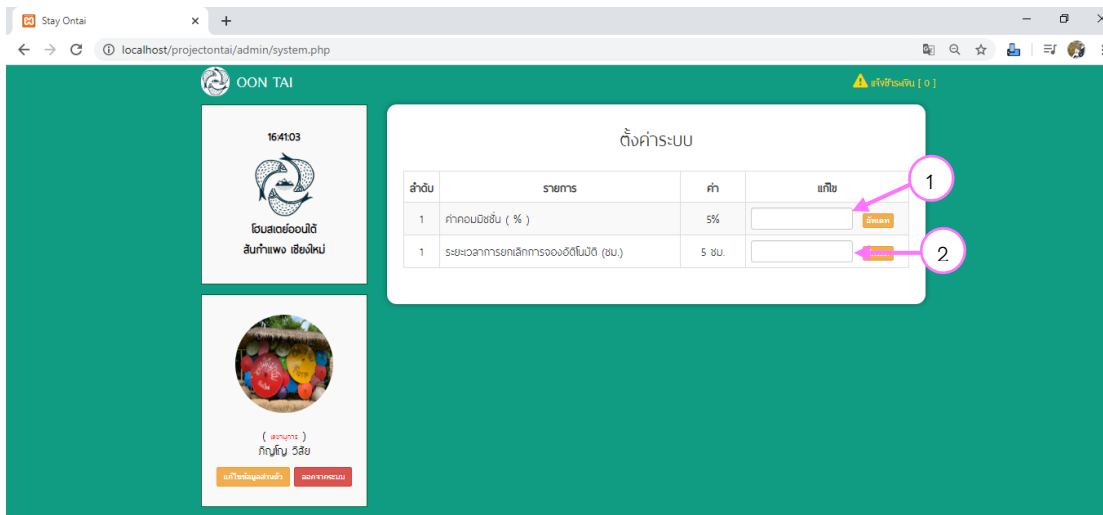 Stay Ontai
localhost/projectontai/admin/system.php
OON TAI
แจ้งชำระเงิน [ 0 ]
16:41:03
โฮมสเตย์ออนใต้
สันกำแพง เชียงใหม่
ตั้งค่าระบบ
ลำดับ รายการ ค่า แก้ไข
1 ค่าคอมมิชชั่น ( % ) 5% อัพเดท
1
1 ระยะเวลาการยกเลิกการจองอัติโนมัติ (ชม.) 5 ชม.
2
( เลขานุการ )
ภิญโญ วิสัย
แก้ไขข้อมูลส่วนตัว ออกจากระบบ